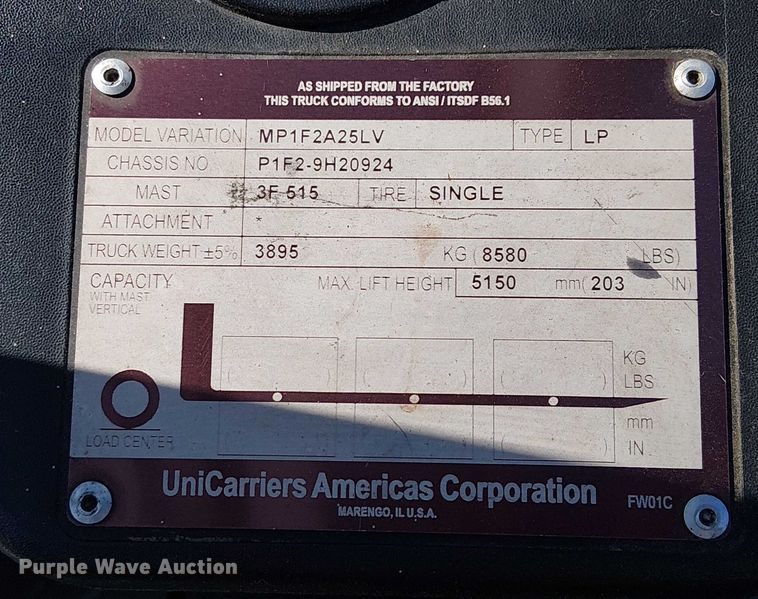 AS SHIPPED FROM THE FACTORY
THIS TRUCK CONFORMS TO ANSI / ITSDF B56.1
MODEL VARIATION MP1F2A25LV TYPE LP
CHASSIS NO P1F2-9H20924
MAST 3F 515 TIRE SINGLE
ATTACHMENT *
TRUCK WEIGHT ±5% 3895 KG ( 8580 LBS)
CAPACITY MAX. LIFT HEIGHT 5150 mm ( 203 IN)
WITH MAST
VERTICAL
KG
( ) ( ) ( ) LBS
LOAD CENTER
mm
( ) ( ) ( ) IN
UniCarriers Americas Corporation
MARENGO, IL U.S.A.
FW01C
Purple Wave Auction